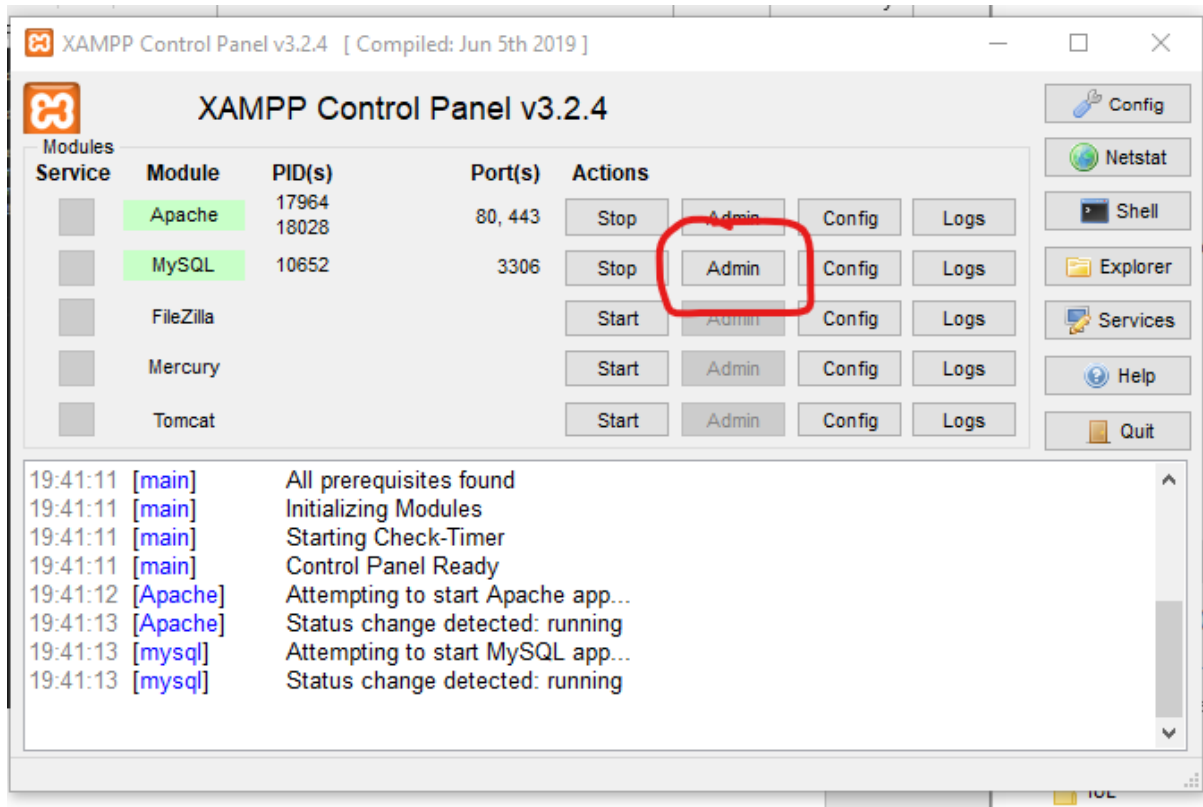 XAMPP Control Panel v3.2.4 [ Compiled: Jun 5th 2019 ]
XAMPP Control Panel v3.2.4
Config
Modules
Netstat
Service Module PID(s) Port(s) Actions
Shell
Apache 17964 18028 80, 443 Stop Admin Config Logs
MySQL 10652 3306 Stop Admin Config Logs
Explorer
FileZilla Start Admin Config Logs
Services
Mercury Start Admin Config Logs
Help
Tomcat Start Admin Config Logs
Quit
19:41:11 [main] All prerequisites found
19:41:11 [main] Initializing Modules
19:41:11 [main] Starting Check-Timer
19:41:11 [main] Control Panel Ready
19:41:12 [Apache] Attempting to start Apache app...
19:41:13 [Apache] Status change detected: running
19:41:13 [mysql] Attempting to start MySQL app...
19:41:13 [mysql] Status change detected: running